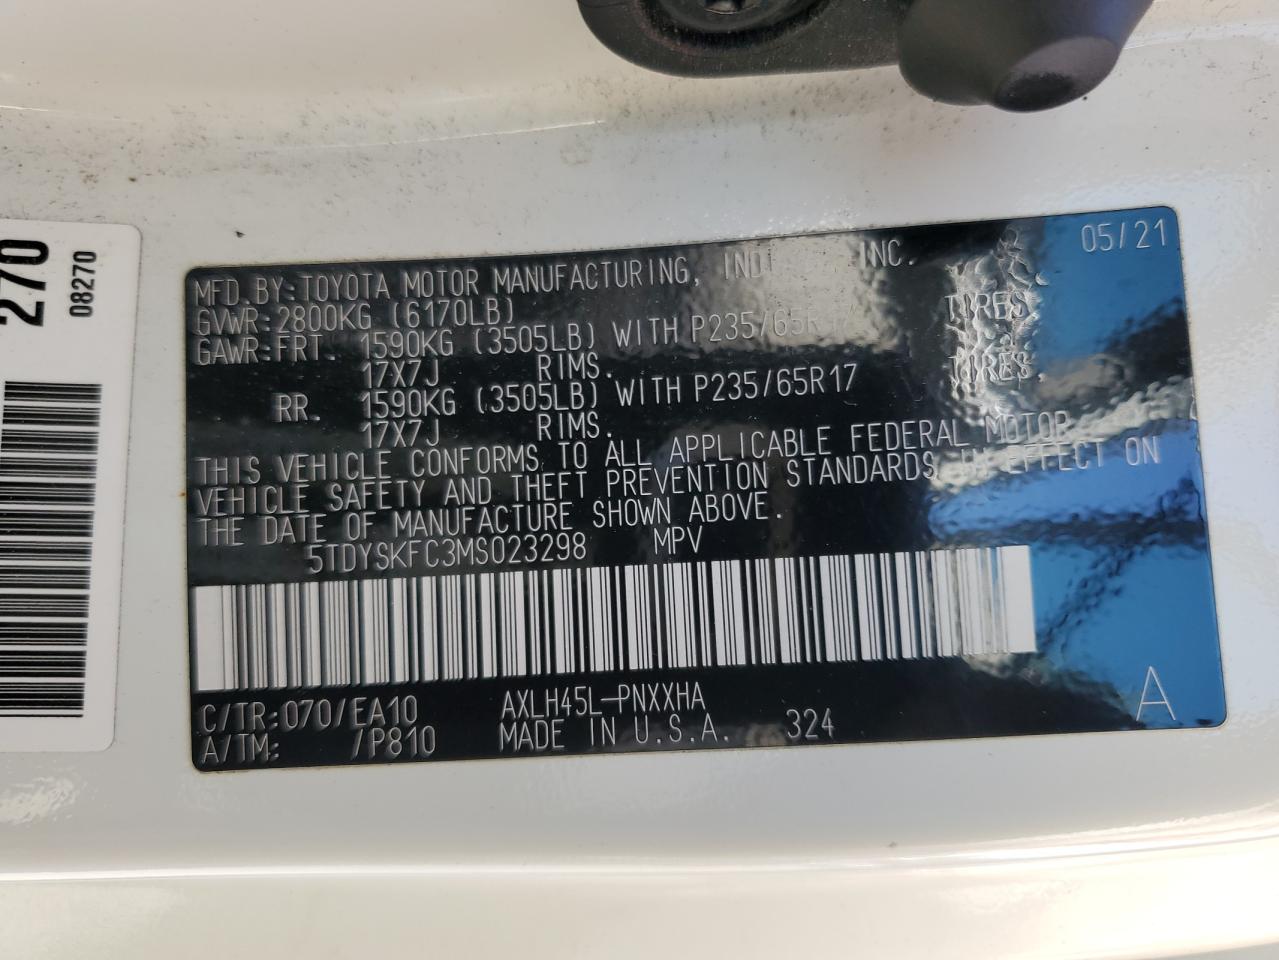 270
08270
MFD.BY:TOYOTA MOTOR MANUFACTURING, INC. 05/21
GVWR:2800KG (6170LB)
GAWR:FRT. 1590KG (3505LB) WITH P235/65R17 TIRES,
17X7J RIMS.
RR. 1590KG (3505LB) WITH P235/65R17 TIRES,
17X7J RIMS.
THIS VEHICLE CONFORMS TO ALL APPLICABLE FEDERAL MOTOR
VEHICLE SAFETY AND THEFT PREVENTION STANDARDS IN EFFECT ON
THE DATE OF MANUFACTURE SHOWN ABOVE.
5TDYSKFC3MS023298 MPV
C/TR:070/EA10 AXLH45L-PNXXHA
A/TM: /P810 MADE IN U.S.A. 324 A